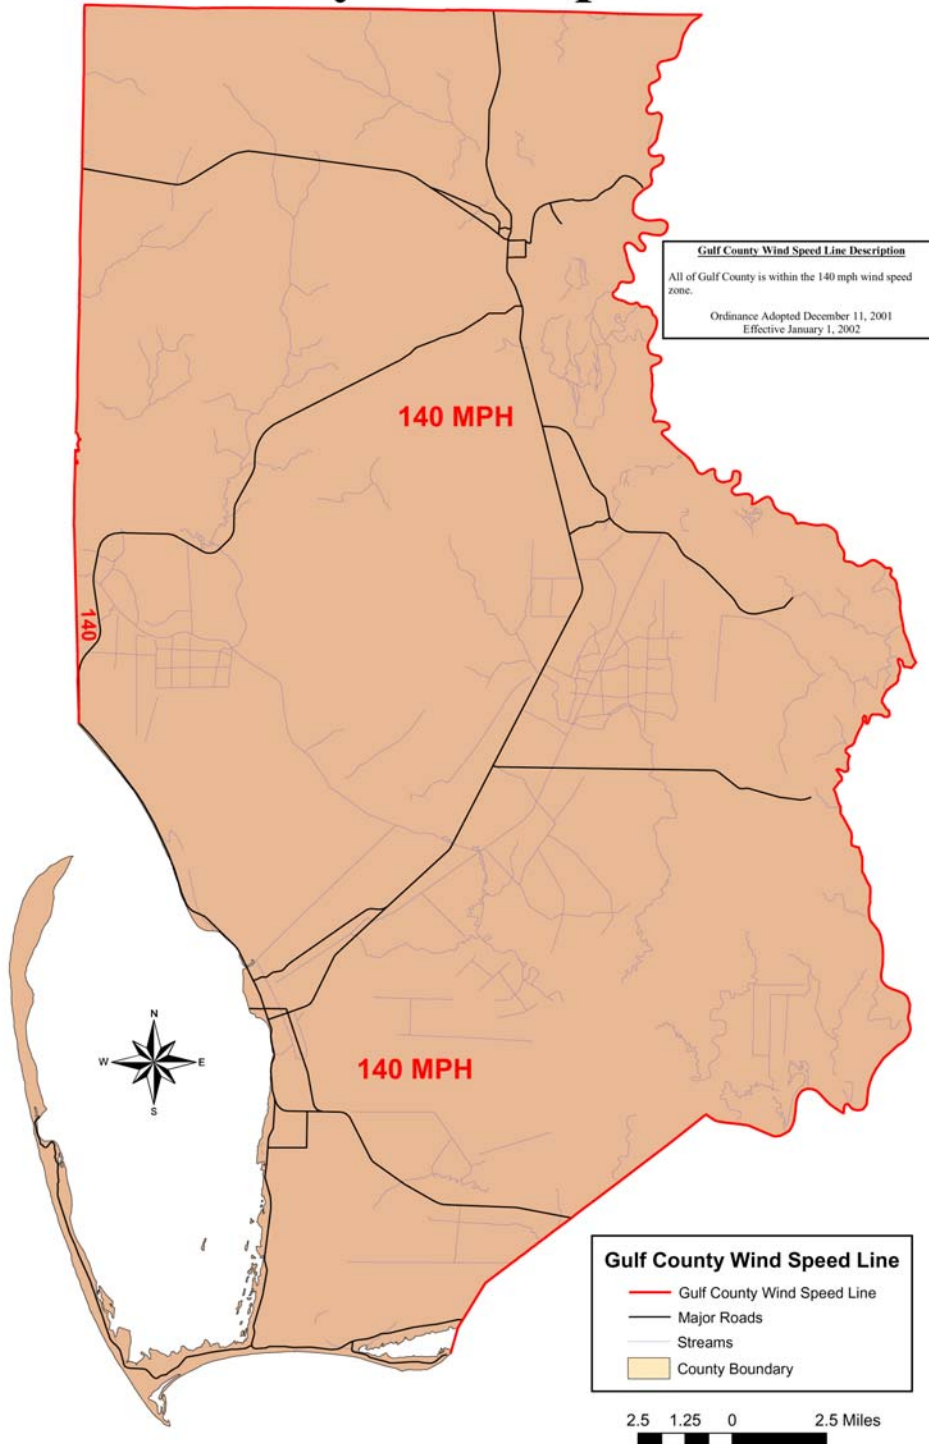 140 MPH
140
140 MPH
Gulf County Wind Speed Line Description
All of Gulf County is within the 140 mph wind speed
zone.
Ordinance Adopted December 11, 2001
Effective January 1, 2002
N
W
E
S
Gulf County Wind Speed Line
Gulf County Wind Speed Line
Major Roads
Streams
County Boundary
2.5 1.25 0 2.5 Miles